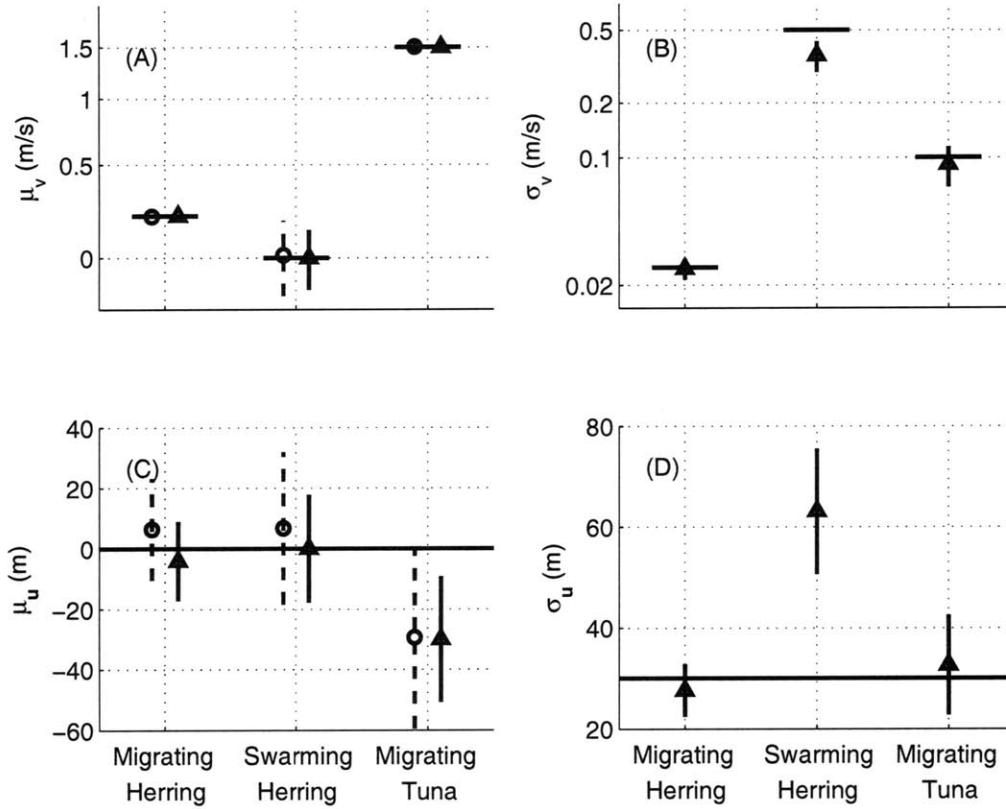 (A)
1.5
1
0.5
0
μv (m/s)
(B)
0.5
0.2
0.1
0.02
σv (m/s)
(C)
40
20
0
−20
−40
−60
μu (m)
Migrating Herring
Swarming Herring
Migrating Tuna
(D)
80
60
40
20
σu (m)
Migrating Herring
Swarming Herring
Migrating Tuna